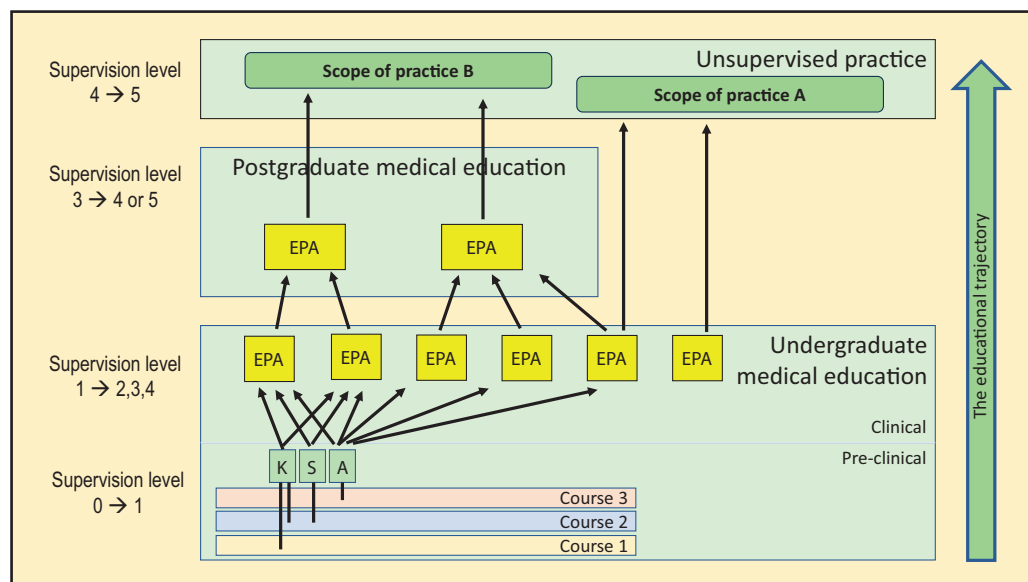 Supervision level
4 → 5
Unsupervised practice
Scope of practice B
Scope of practice A
Supervision level
3 → 4 or 5
Postgraduate medical education
EPA
EPA
Supervision level
1 → 2,3,4
EPA
EPA
EPA
EPA
EPA
EPA
Undergraduate
medical education
Clinical
Pre-clinical
Supervision level
0 → 1
K
S
A
Course 3
Course 2
Course 1
The educational trajectory